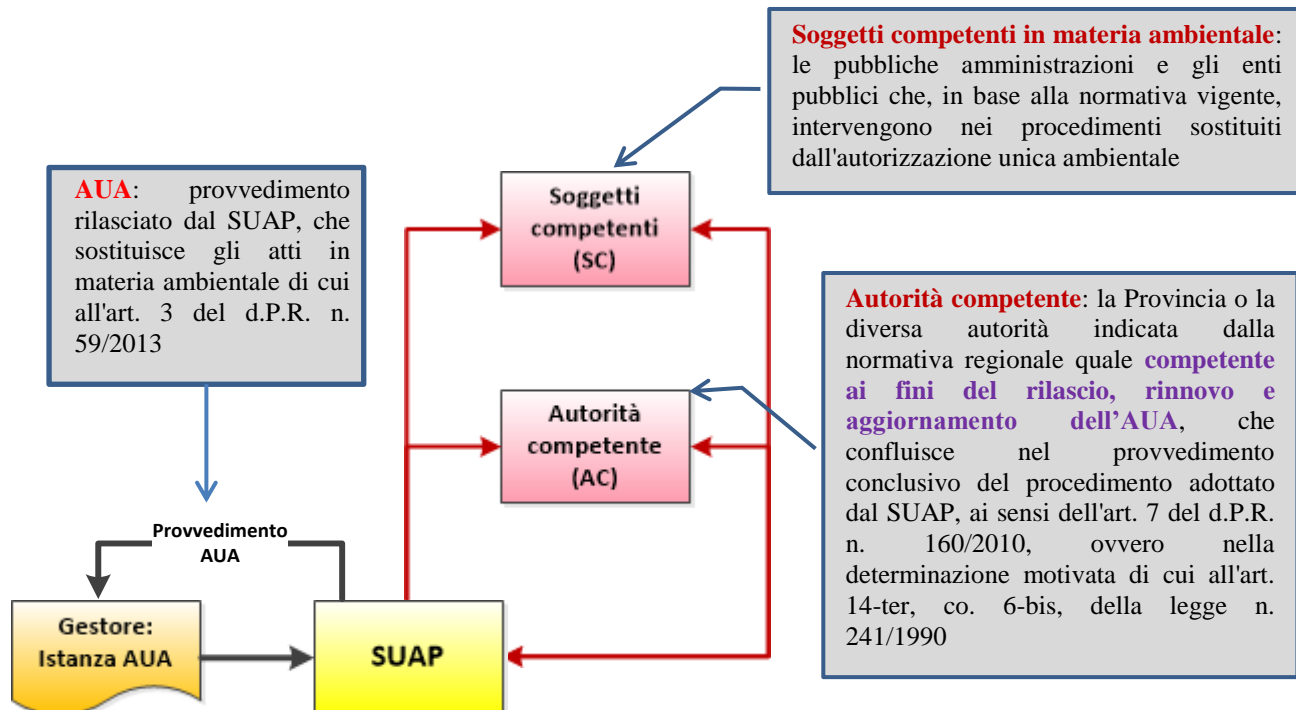 Soggetti competenti in materia ambientale:
le pubbliche amministrazioni e gli enti
pubblici che, in base alla normativa vigente,
intervengono nei procedimenti sostituiti
dall'autorizzazione unica ambientale
AUA: provvedimento
rilasciato dal SUAP, che
sostituisce gli atti in
materia ambientale di cui
all'art. 3 del d.P.R. n.
59/2013
Soggetti
competenti
(SC)
Autorità competente: la Provincia o la
diversa autorità indicata dalla
normativa regionale quale competente
ai fini del rilascio, rinnovo e
aggiornamento dell’AUA, che
confluisce nel provvedimento
conclusivo del procedimento adottato
dal SUAP, ai sensi dell'art. 7 del d.P.R.
n. 160/2010, ovvero nella
determinazione motivata di cui all'art.
14-ter, co. 6-bis, della legge n.
241/1990
Autorità
competente
(AC)
Provvedimento
AUA
Gestore:
Istanza AUA
SUAP